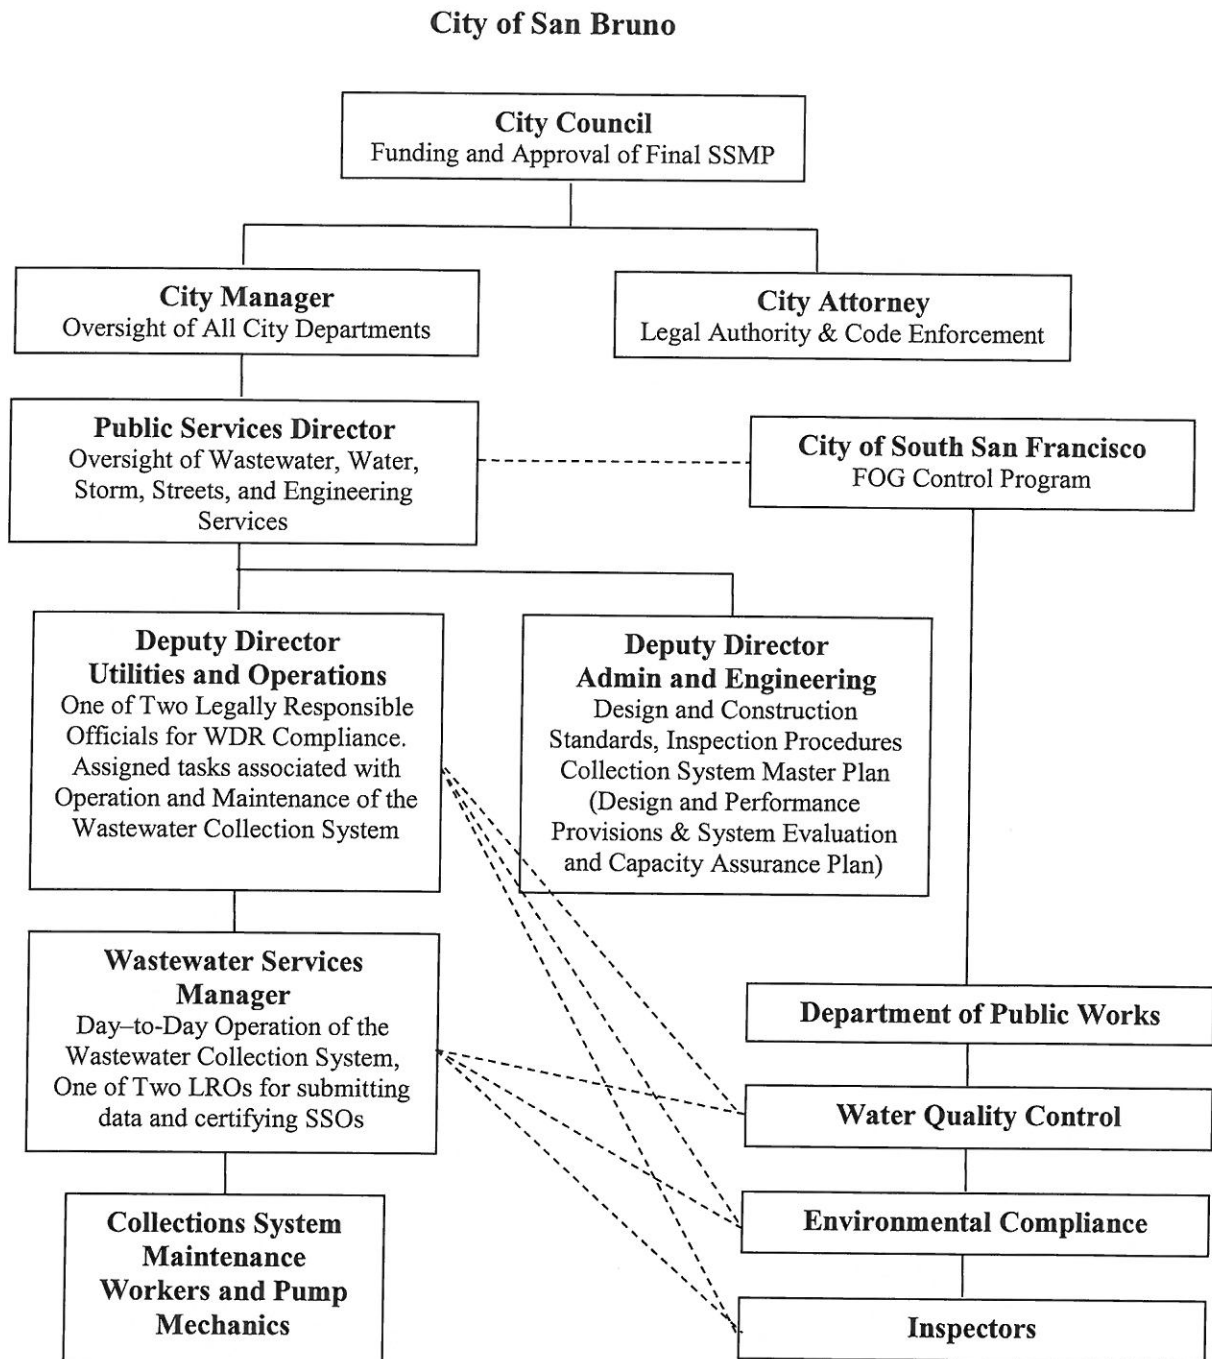 City of San Bruno
City Council
Funding and Approval of Final SSMP
City Manager
Oversight of All City Departments
City Attorney
Legal Authority & Code Enforcement
Public Services Director
Oversight of Wastewater, Water,
Storm, Streets, and Engineering
Services
City of South San Francisco
FOG Control Program
Deputy Director
Utilities and Operations
One of Two Legally Responsible
Officials for WDR Compliance.
Assigned tasks associated with
Operation and Maintenance of the
Wastewater Collection System
Deputy Director
Admin and Engineering
Design and Construction
Standards, Inspection Procedures
Collection System Master Plan
(Design and Performance
Provisions & System Evaluation
and Capacity Assurance Plan)
Wastewater Services
Manager
Day–to-Day Operation of the
Wastewater Collection System,
One of Two LROs for submitting
data and certifying SSOs
Department of Public Works
Water Quality Control
Environmental Compliance
Inspectors
Collections System
Maintenance
Workers and Pump
Mechanics